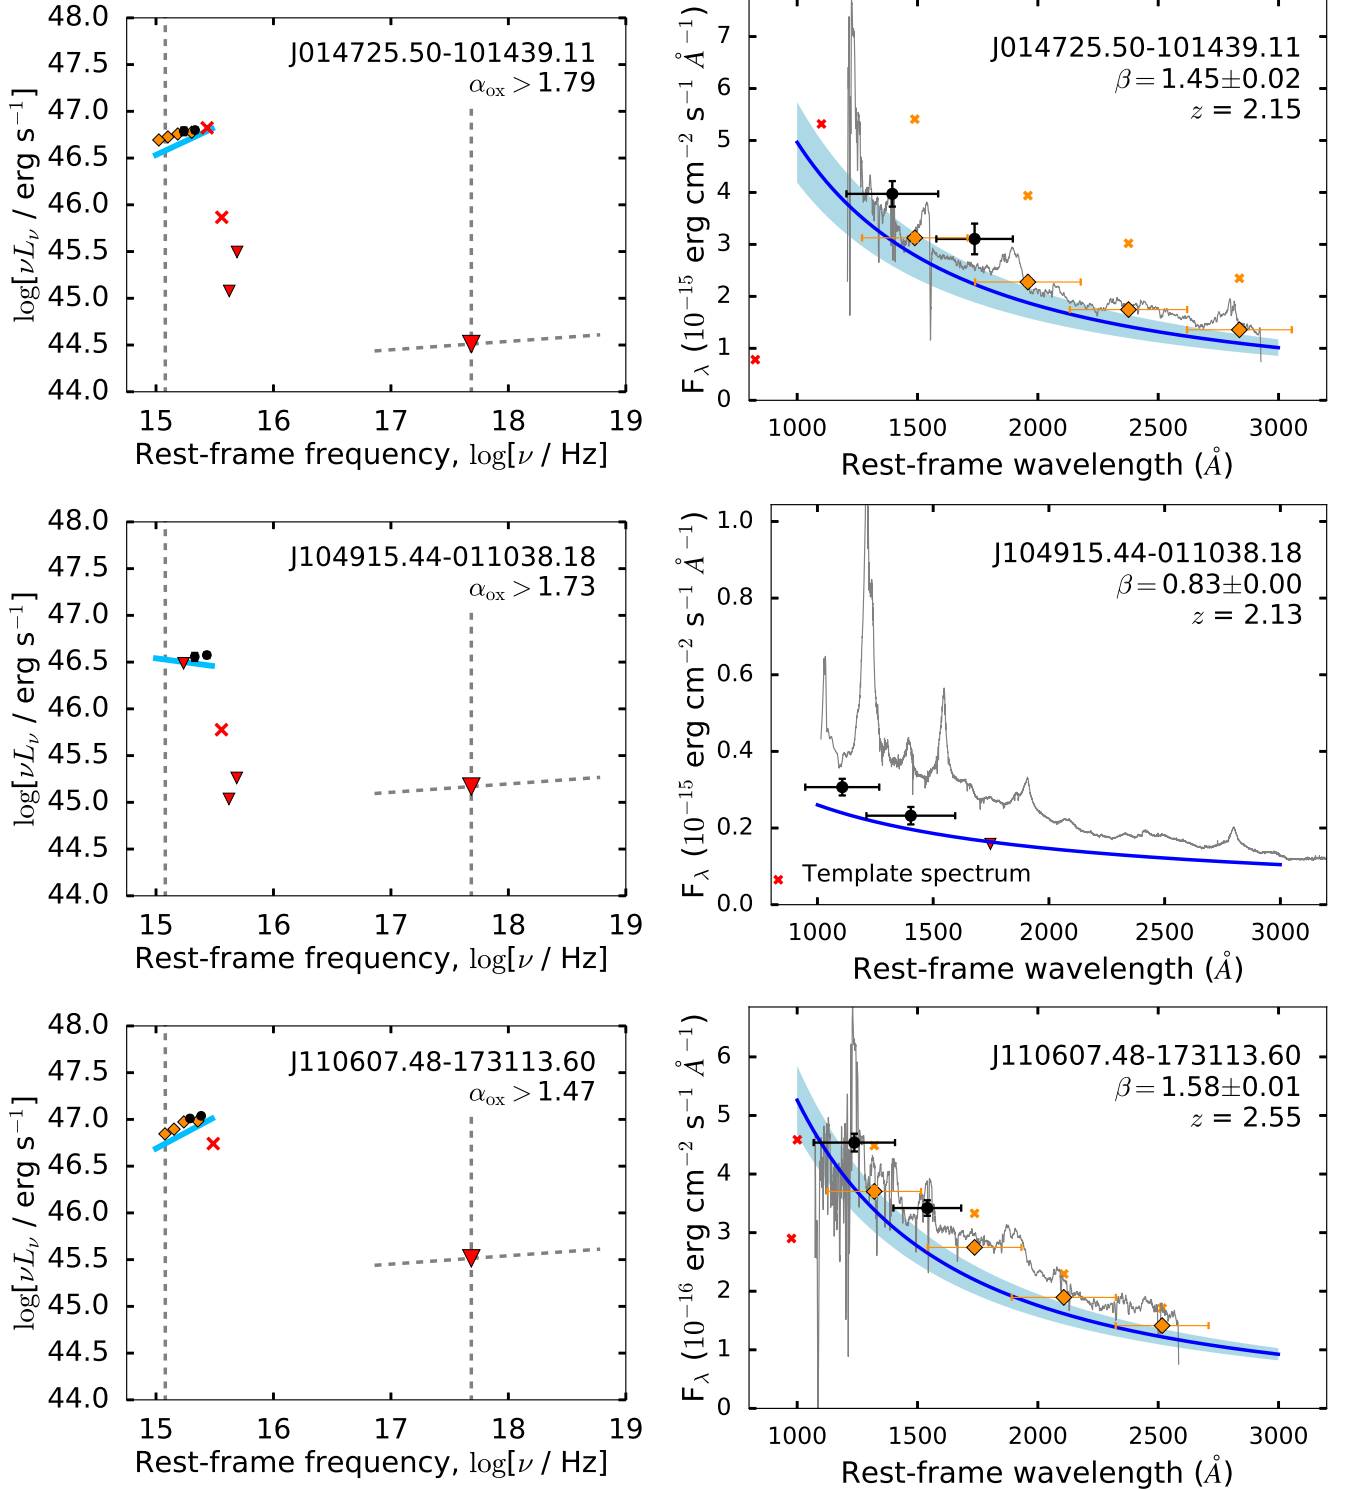 48.0
47.5
47.0
46.5
46.0
45.5
45.0
44.5
44.0
log[νLν / erg s⁻¹]
J014725.50-101439.11
αox > 1.79
15 16 17 18 19
Rest-frame frequency, log[ν / Hz]
7
6
5
4
3
2
1
0
Fλ (10⁻¹⁵ erg cm⁻² s⁻¹ Å⁻¹)
J014725.50-101439.11
β = 1.45±0.02
z = 2.15
1000 1500 2000 2500 3000
Rest-frame wavelength (Å)
48.0
47.5
47.0
46.5
46.0
45.5
45.0
44.5
44.0
log[νLν / erg s⁻¹]
J104915.44-011038.18
αox > 1.73
15 16 17 18 19
Rest-frame frequency, log[ν / Hz]
1.0
0.8
0.6
0.4
0.2
0.0
Fλ (10⁻¹⁵ erg cm⁻² s⁻¹ Å⁻¹)
J104915.44-011038.18
β = 0.83±0.00
z = 2.13
Template spectrum
1000 1500 2000 2500 3000
Rest-frame wavelength (Å)
48.0
47.5
47.0
46.5
46.0
45.5
45.0
44.5
44.0
log[νLν / erg s⁻¹]
J110607.48-173113.60
αox > 1.47
15 16 17 18 19
Rest-frame frequency, log[ν / Hz]
6
5
4
3
2
1
0
Fλ (10⁻¹⁶ erg cm⁻² s⁻¹ Å⁻¹)
J110607.48-173113.60
β = 1.58±0.01
z = 2.55
1000 1500 2000 2500 3000
Rest-frame wavelength (Å)